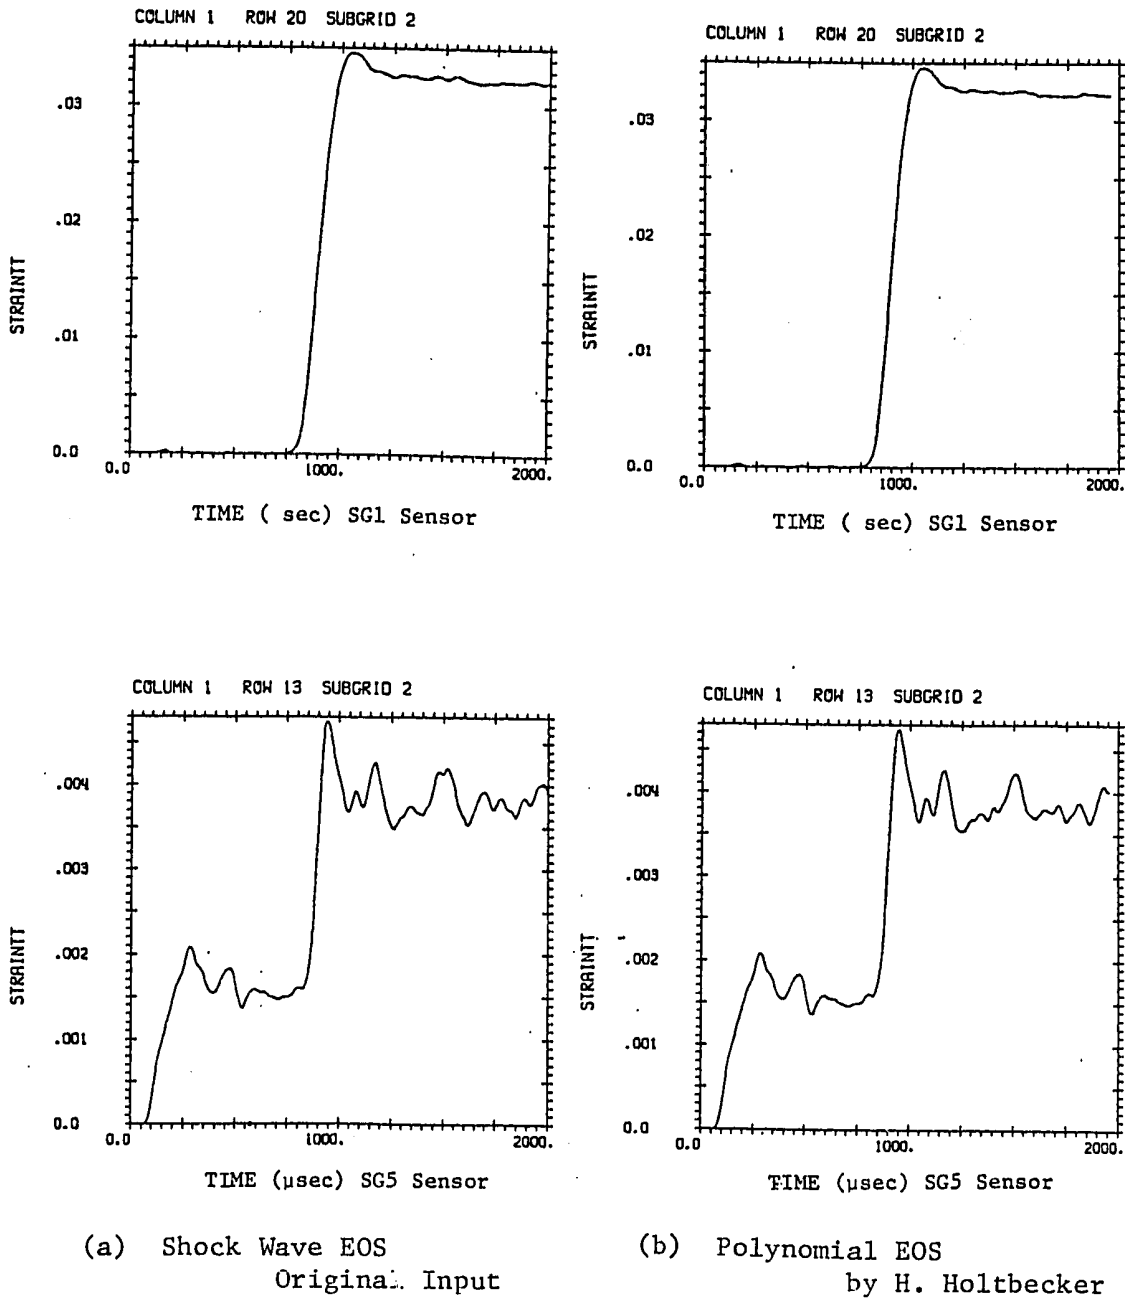 COLUMN 1 ROW 20 SUBGRID 2
.03
.02
.01
0.0
0.0 1000. 2000.
STRAINTT
TIME ( sec) SG1 Sensor
COLUMN 1 ROW 20 SUBGRID 2
.03
.02
.01
0.0
0.0 1000. 2000.
STRAINTT
TIME ( sec) SG1 Sensor
COLUMN 1 ROW 13 SUBGRID 2
.004
.003
.002
.001
0.0
0.0 1000. 2000.
STRAINTT
TIME (μsec) SG5 Sensor
COLUMN 1 ROW 13 SUBGRID 2
.004
.003
.002
.001
0.0
0.0 1000. 2000.
STRAINTT
TIME (μsec) SG5 Sensor
(a) Shock Wave EOS
Original Input
(b) Polynomial EOS
by H. Holtbecker